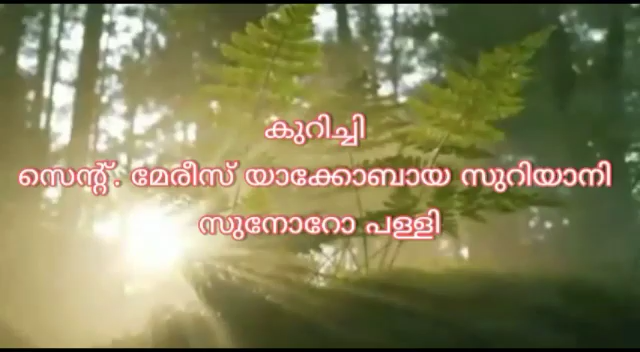 കുറിച്ചി
സെന്റ്. മേരീസ് യാക്കോബായ സുറിയാനി
സുനോറോ പള്ളി